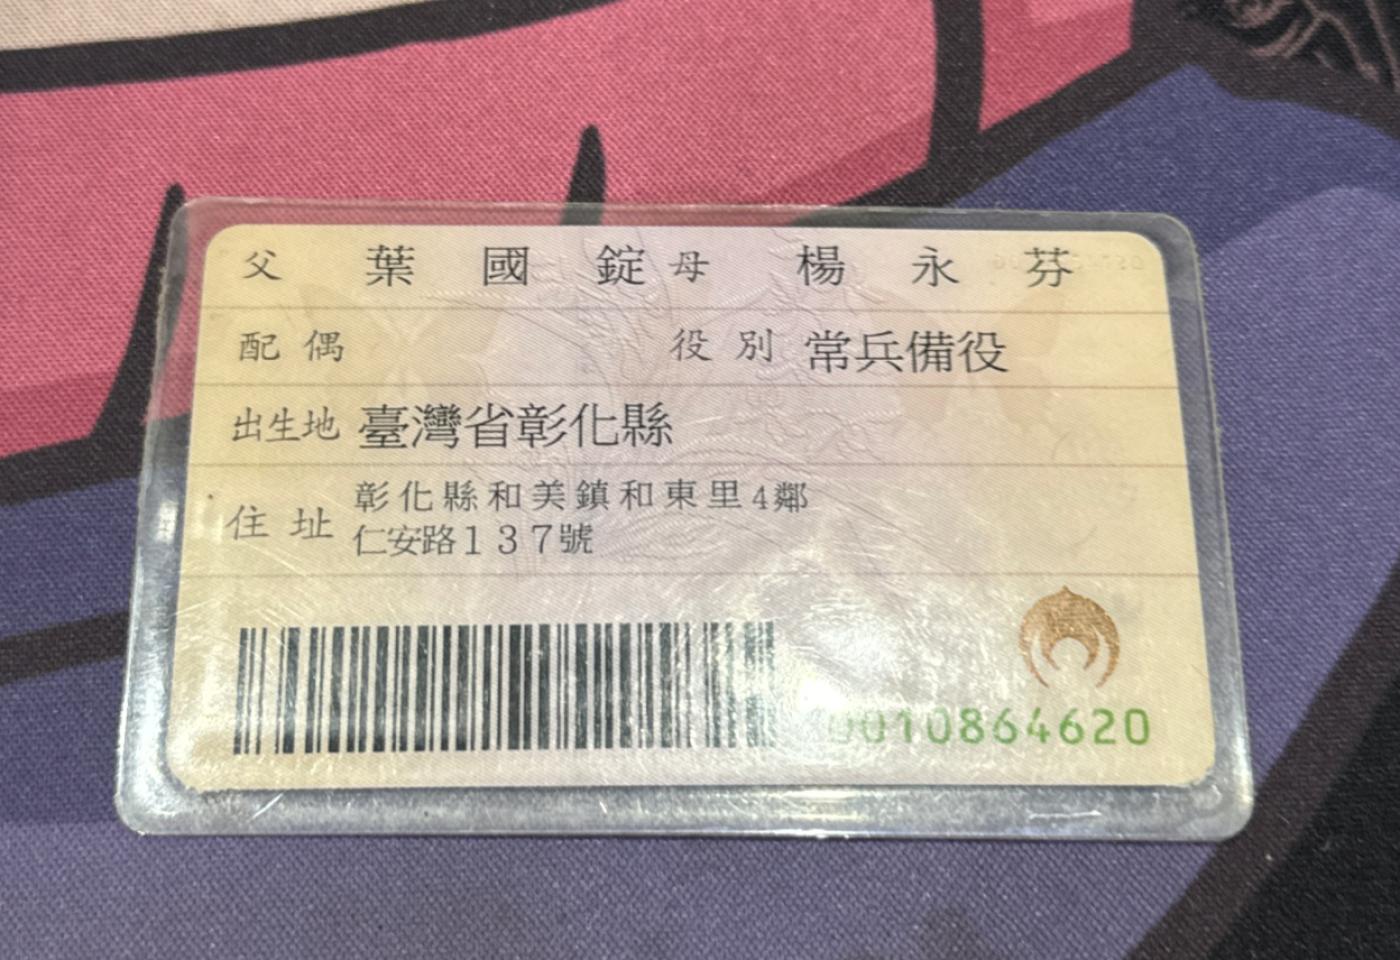 父 葉國錠 母 楊永芬
配偶 役別 常兵備役
出生地 臺灣省彰化縣
住址 彰化縣和美鎮和東里4鄰
仁安路137號
0010864620